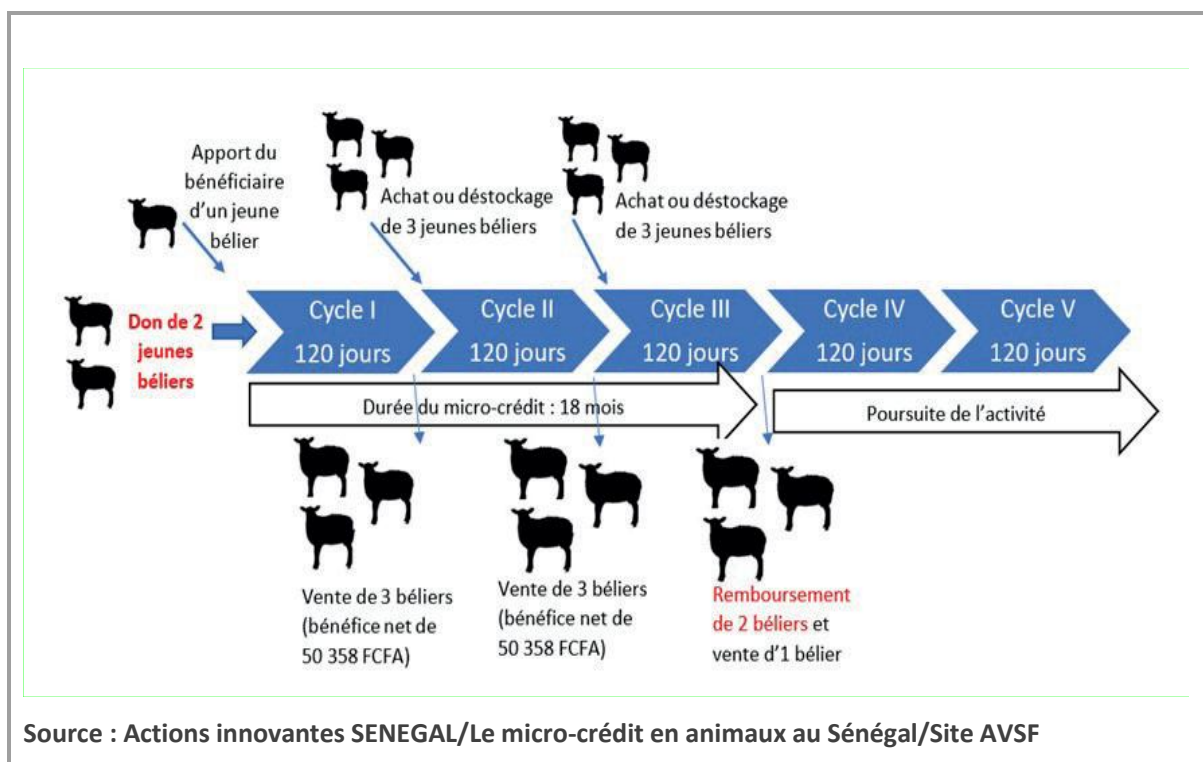 Apport du
bénéficiaire
d'un jeune
bélier
Achat ou déstockage
de 3 jeunes béliers
Achat ou déstockage
de 3 jeunes béliers
Don de 2
jeunes
béliers
Cycle I
120 jours
Cycle II
120 jours
Cycle III
120 jours
Cycle IV
120 jours
Cycle V
120 jours
Durée du micro-crédit : 18 mois
Poursuite de l'activité
Vente de 3 béliers
(bénéfice net de
50 358 FCFA)
Vente de 3 béliers
(bénéfice net de
50 358 FCFA)
Remboursement
de 2 béliers et
vente d'1 bélier
Source : Actions innovantes SENEGAL/Le micro-crédit en animaux au Sénégal/Site AVSF